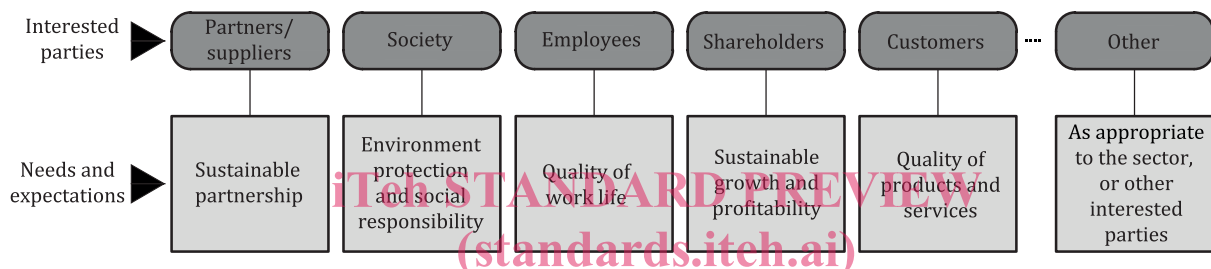 Interested
parties
Partners/
suppliers
Society
Employees
Shareholders
Customers
Other
Needs and
expectations
Sustainable
partnership
Environment
protection
and social
responsibility
Quality of
work life
Sustainable
growth and
profitability
Quality of
products and
services
As appropriate
to the sector,
or other
interested
parties
iTeh STANDARD PREVIEW
(standards.iteh.ai)